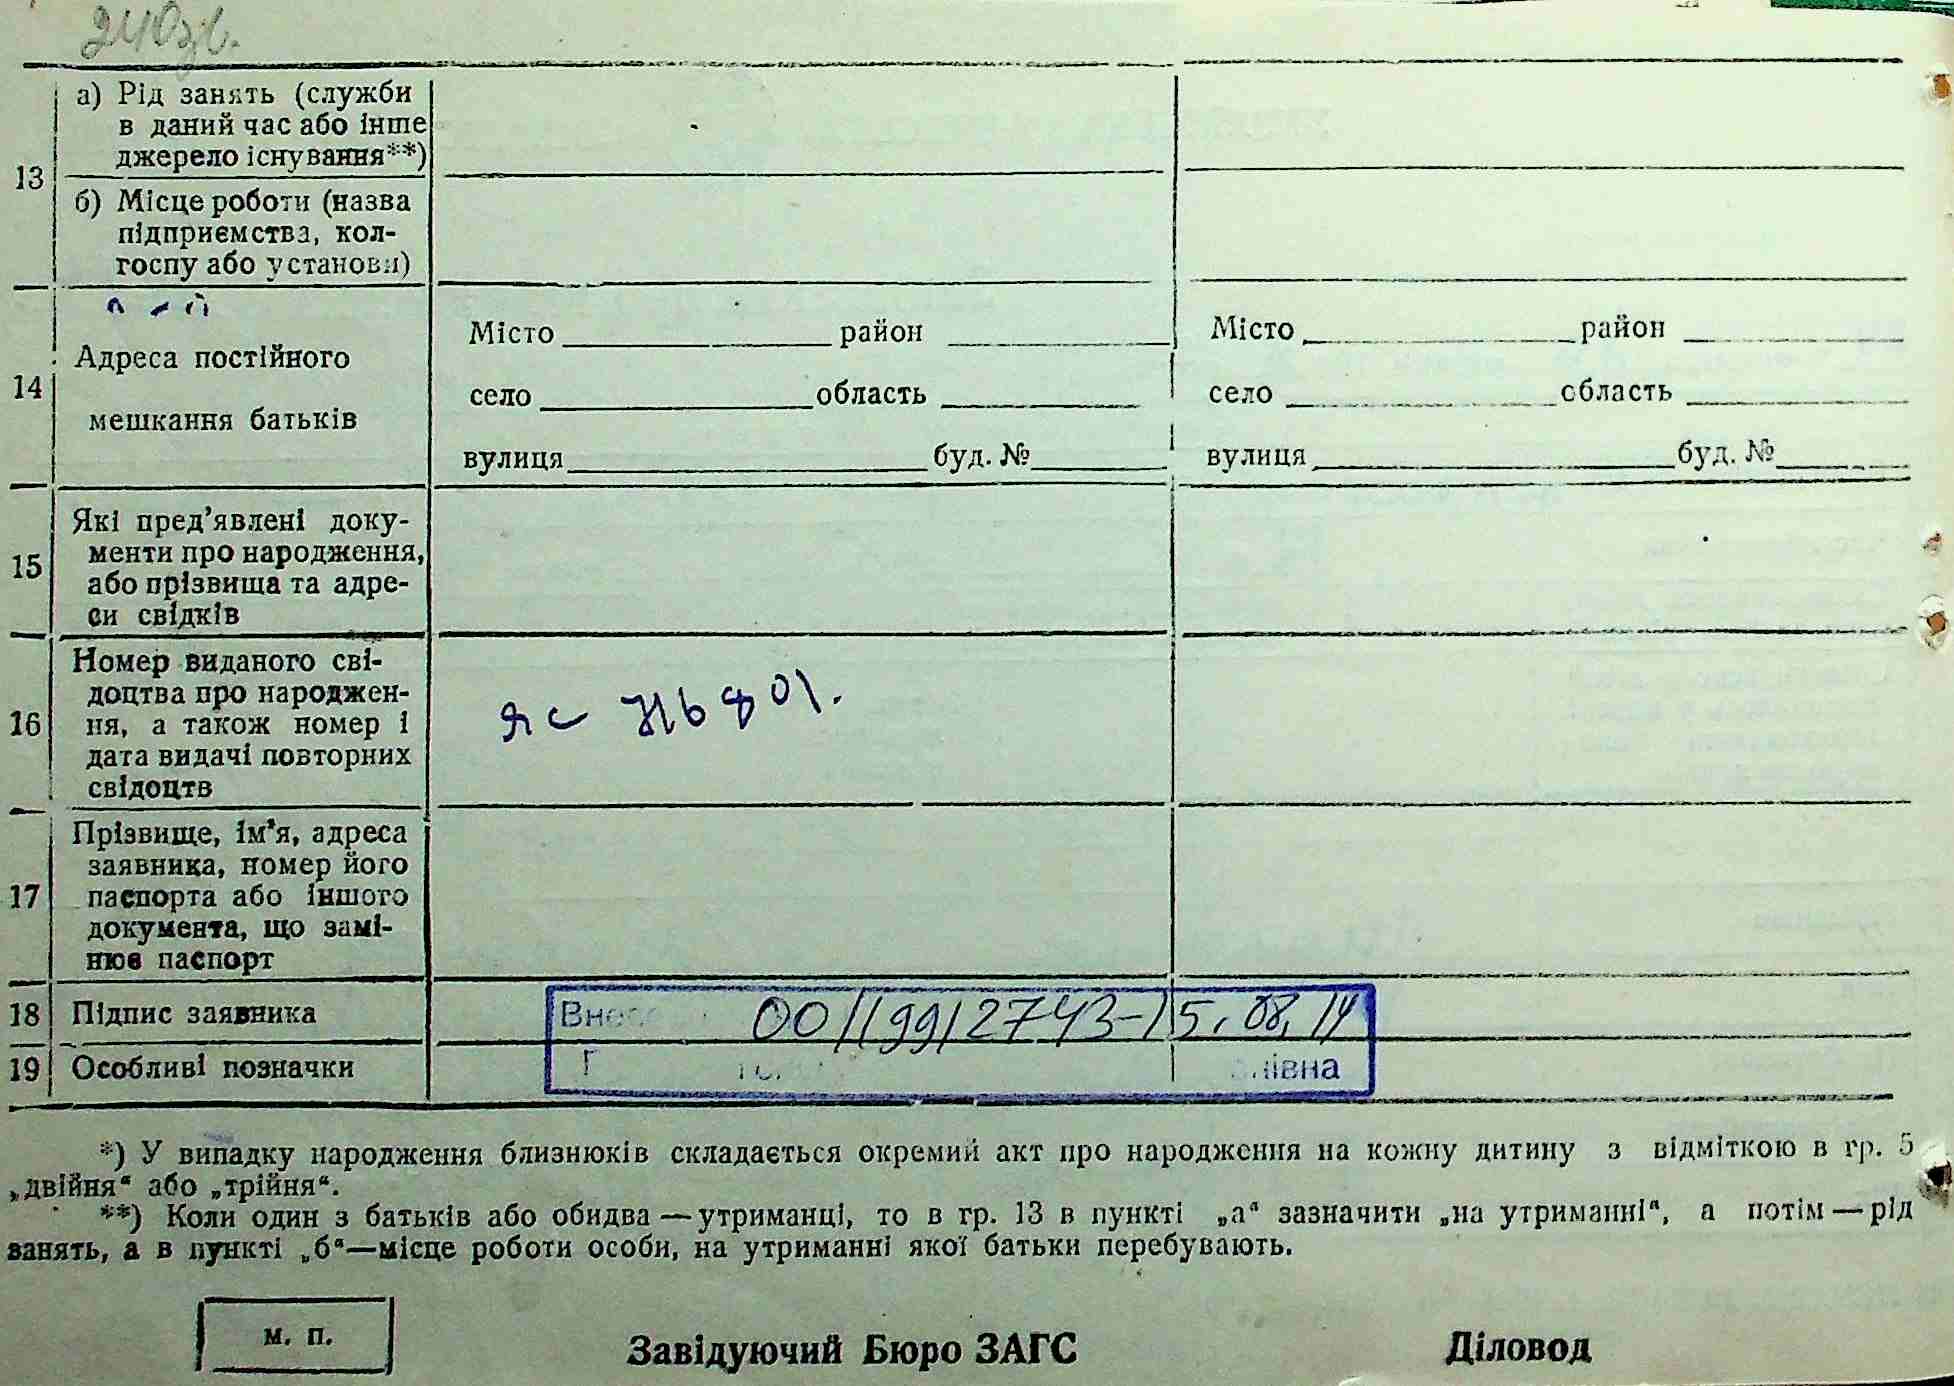 240зв.
а) Рід занять (служби
в даний час або інше
джерело існування**)
13
б) Місце роботи (назва
підприємства, кол-
госпу або установи)
14
Адреса постійного
мешкання батьків
Місто район
село область
вулиця буд. №
Місто район
село область
вулиця буд. №
15
Які пред’явлені доку-
менти про народження,
або прізвища та адре-
си свідків
16
Номер виданого сві-
доцтва про народжен-
ня, а також номер і
дата видачі повторних
свідоцтв
17
Прізвище, ім’я, адреса
заявника, номер його
паспорта або іншого
документа, що замі-
нює паспорт
18 Підпис заявника
15.08.14
19 Особливі позначки
*) У випадку народження близнюків складається окремий акт про народження на кожну дитину з відміткою в гр. 5
„двійня“ або „трійня“.
**) Коли один з батьків або обидва — утриманці, то в гр. 13 в пункті „а“ зазначити „на утриманні“, а потім — рід
занять, а в пункті „б“—місце роботи особи, на утриманні якої батьки перебувають.
м. п.
Завідуючий Бюро ЗАГС Діловод